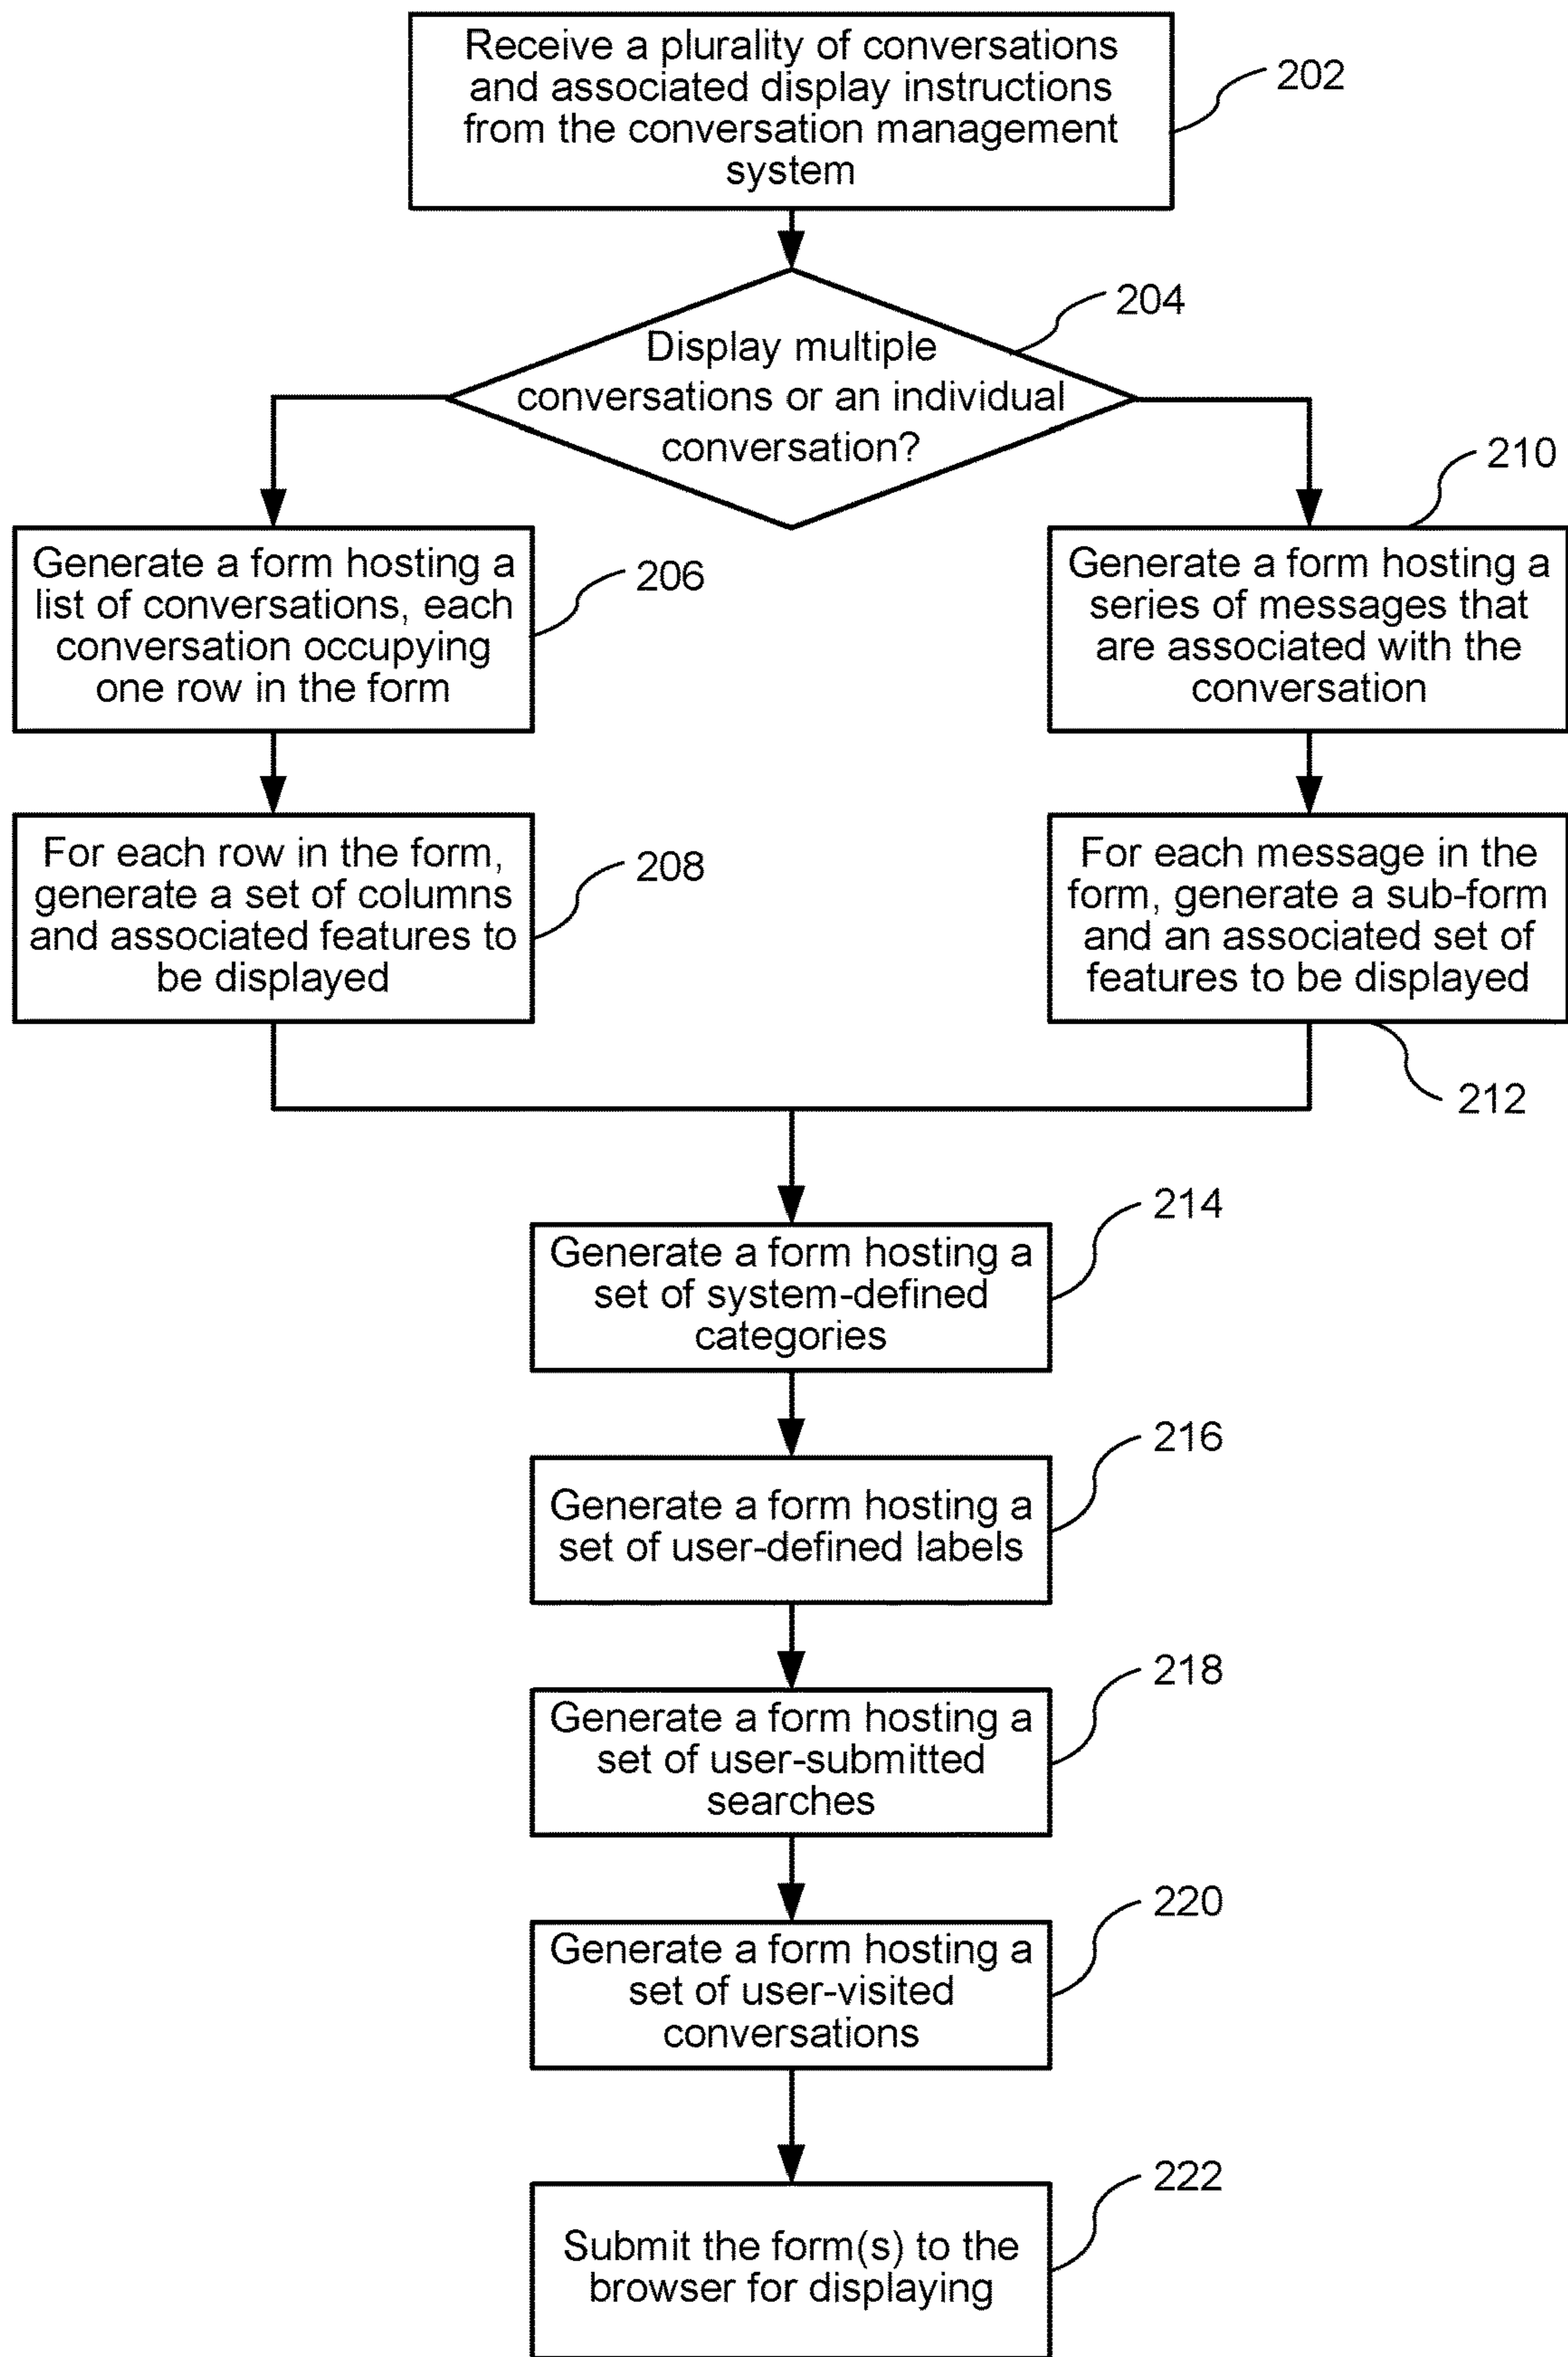 Receive a plurality of conversations
and associated display instructions
from the conversation management
system
202
204
Display multiple
conversations or an individual
conversation?
210
Generate a form hosting a
list of conversations, each
conversation occupying
one row in the form
206
Generate a form hosting a
series of messages that
are associated with the
conversation
For each row in the form,
generate a set of columns
and associated features to
be displayed
208
For each message in the
form, generate a sub-form
and an associated set of
features to be displayed
212
214
Generate a form hosting a
set of system-defined
categories
216
Generate a form hosting a
set of user-defined labels
218
Generate a form hosting a
set of user-submitted
searches
220
Generate a form hosting a
set of user-visited
conversations
222
Submit the form(s) to the
browser for displaying